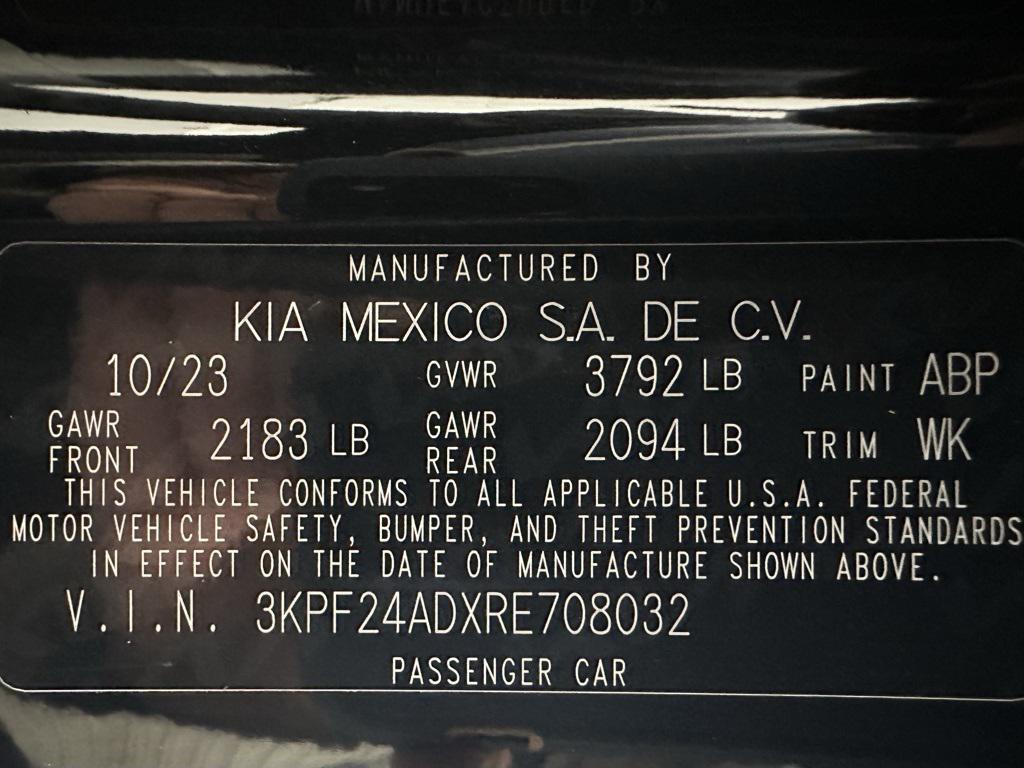 MANUFACTURED BY
KIA MEXICO S.A. DE C.V.
10/23 GVWR 3792 LB PAINT ABP
GAWR FRONT 2183 LB GAWR REAR 2094 LB TRIM WK
THIS VEHICLE CONFORMS TO ALL APPLICABLE U.S.A. FEDERAL
MOTOR VEHICLE SAFETY, BUMPER, AND THEFT PREVENTION STANDARDS
IN EFFECT ON THE DATE OF MANUFACTURE SHOWN ABOVE.
V.I.N. 3KPF24ADXRE708032
PASSENGER CAR